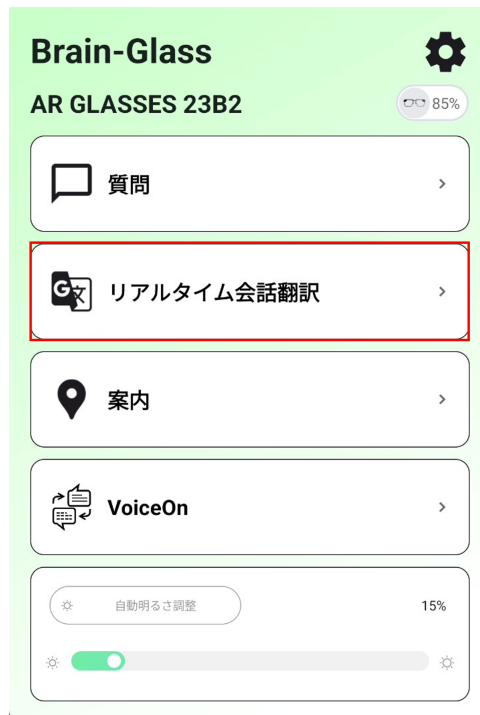 Brain-Glass
AR GLASSES 23B2
85%
質問
リアルタイム会話翻訳
案内
VoiceOn
自動明るさ調整
15%